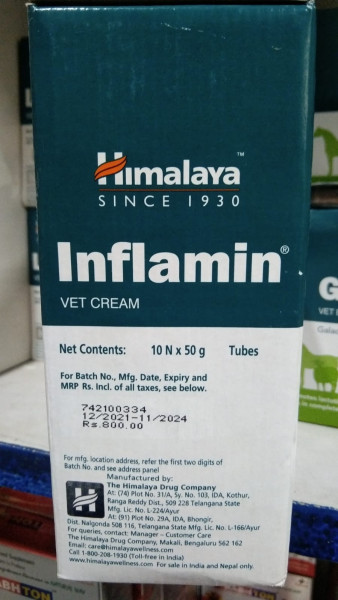 Himalaya™
SINCE 1930
Inflamin®
VET CREAM
Net Contents: 10 N x 50 g Tubes
For Batch No., Mfg. Date, Expiry and
MRP Rs. Incl. of all taxes, see below.
742100334
12/2021-11/2024
Rs.800.00
For mfg. location address, refer the first two digits of
Batch No. and see address panel
Manufactured by:
The Himalaya Drug Company
At: (74) Plot No. 31/A, Sy. No. 103, IDA, Kothur,
Ranga Reddy Dist., 509 228 Telangana State
Mfg. Lic. No. L-224/Ayur
At: (91) Plot No. 29A, IDA, Bhongir,
Dist. Nalgonda 508 116, Telangana State Mfg. Lic. No. L-166/Ayur
For queries, contact: Manager – Customer Care
The Himalaya Drug Company, Makali, Bengaluru 562 162
Email: care@himalayawellness.com
Call 1-800-208-1930 (Toll-free in India)
www.himalayawellness.com For sale in India and Nepal only.
G
VET